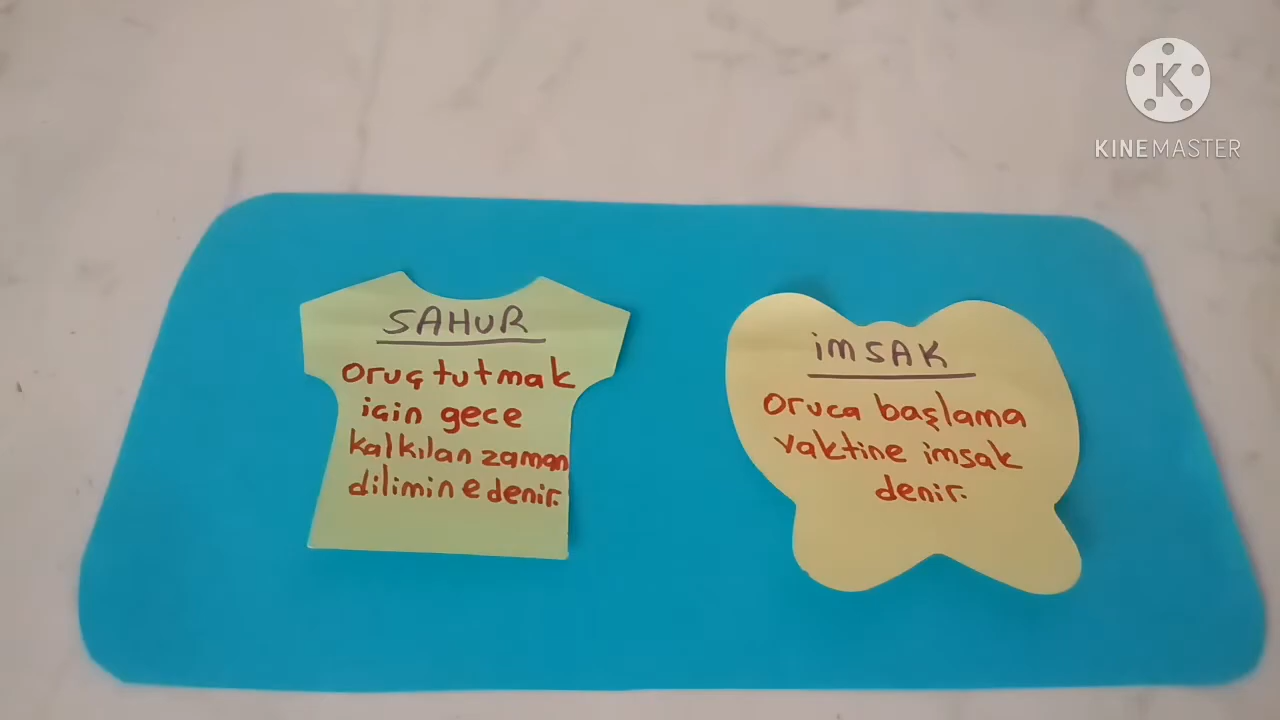 SAHUR
oruç tutmak
için gece
kalkılan zaman
dilimine denir.
İMSAK
oruca başlama
vaktine imsak
denir.
KINEMASTER